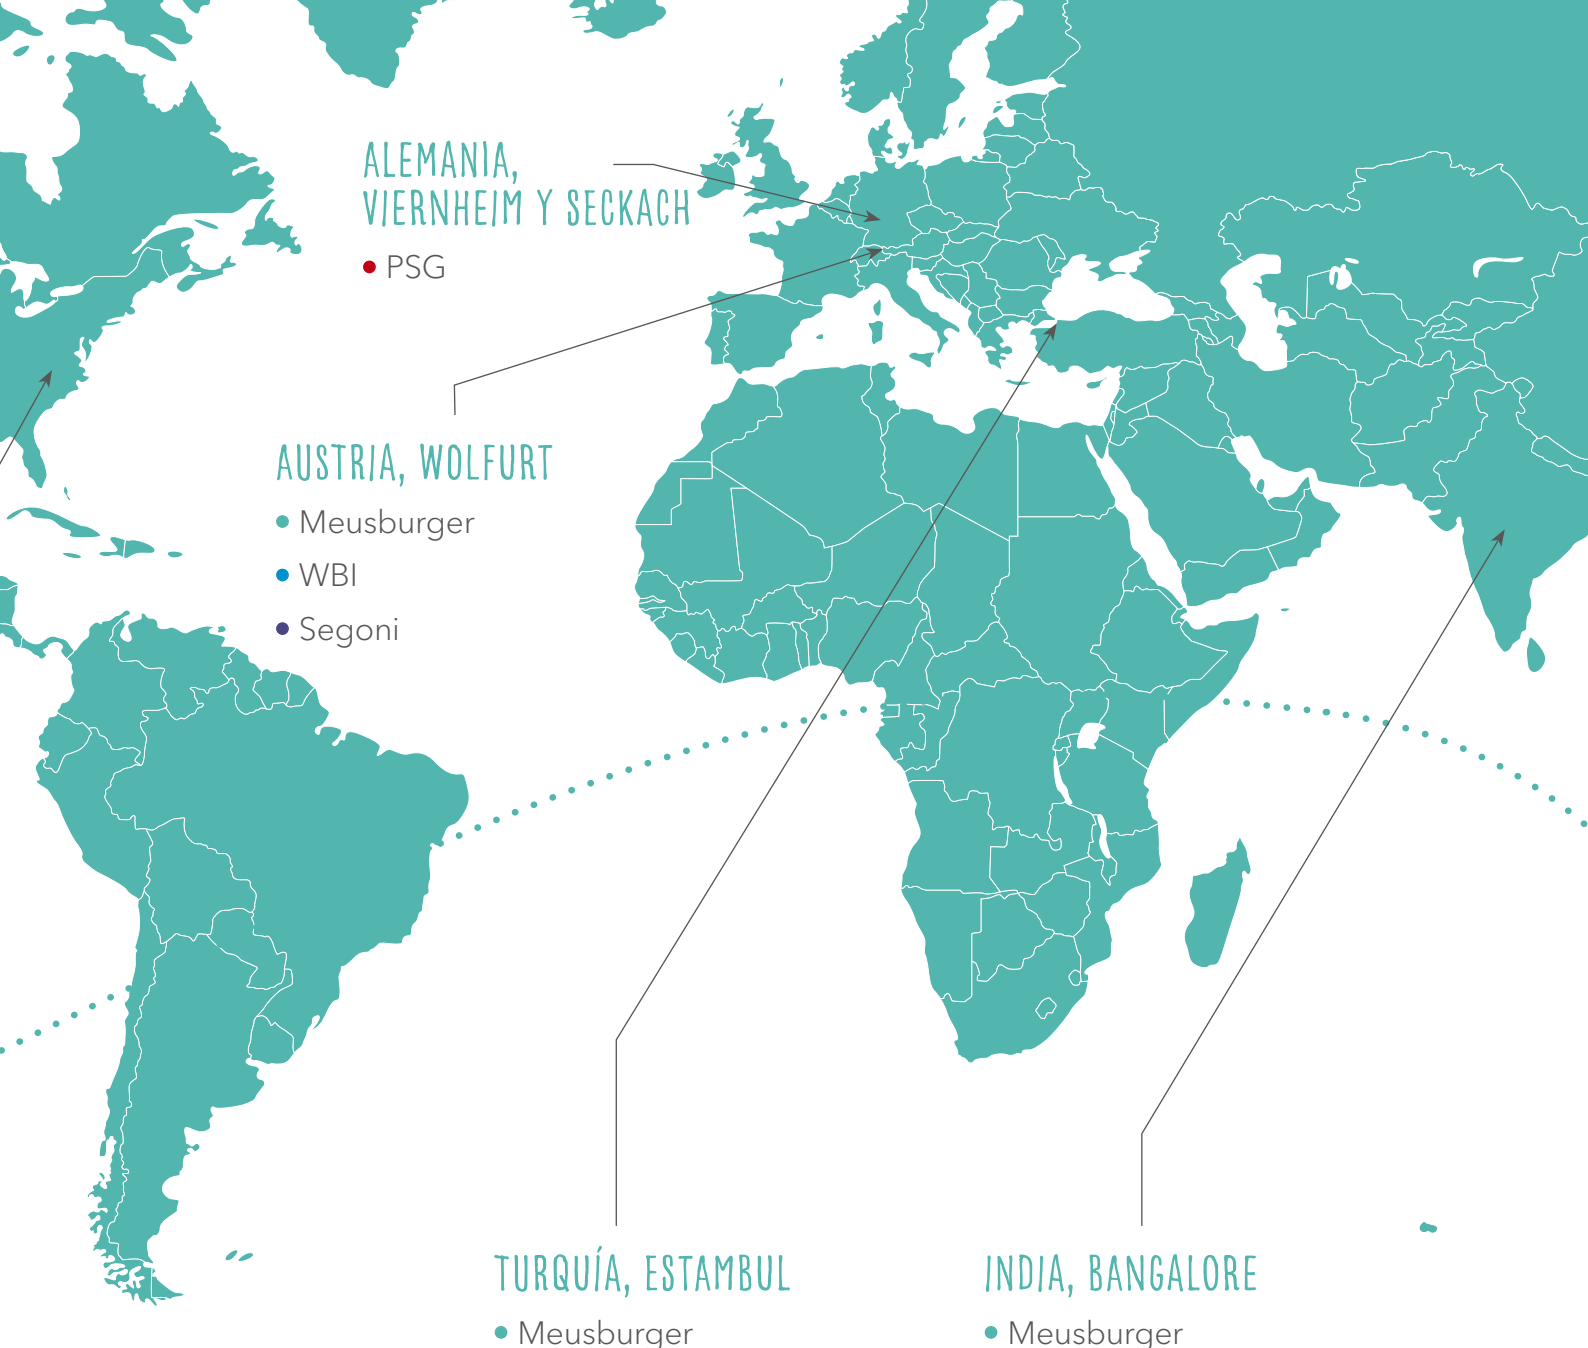 ALEMANIA,
VIERNHEIM Y SECKACH
PSG
AUSTRIA, WOLFURT
Meusburger
WBI
Segoni
TURQUÍA, ESTAMBUL
Meusburger
INDIA, BANGALORE
Meusburger